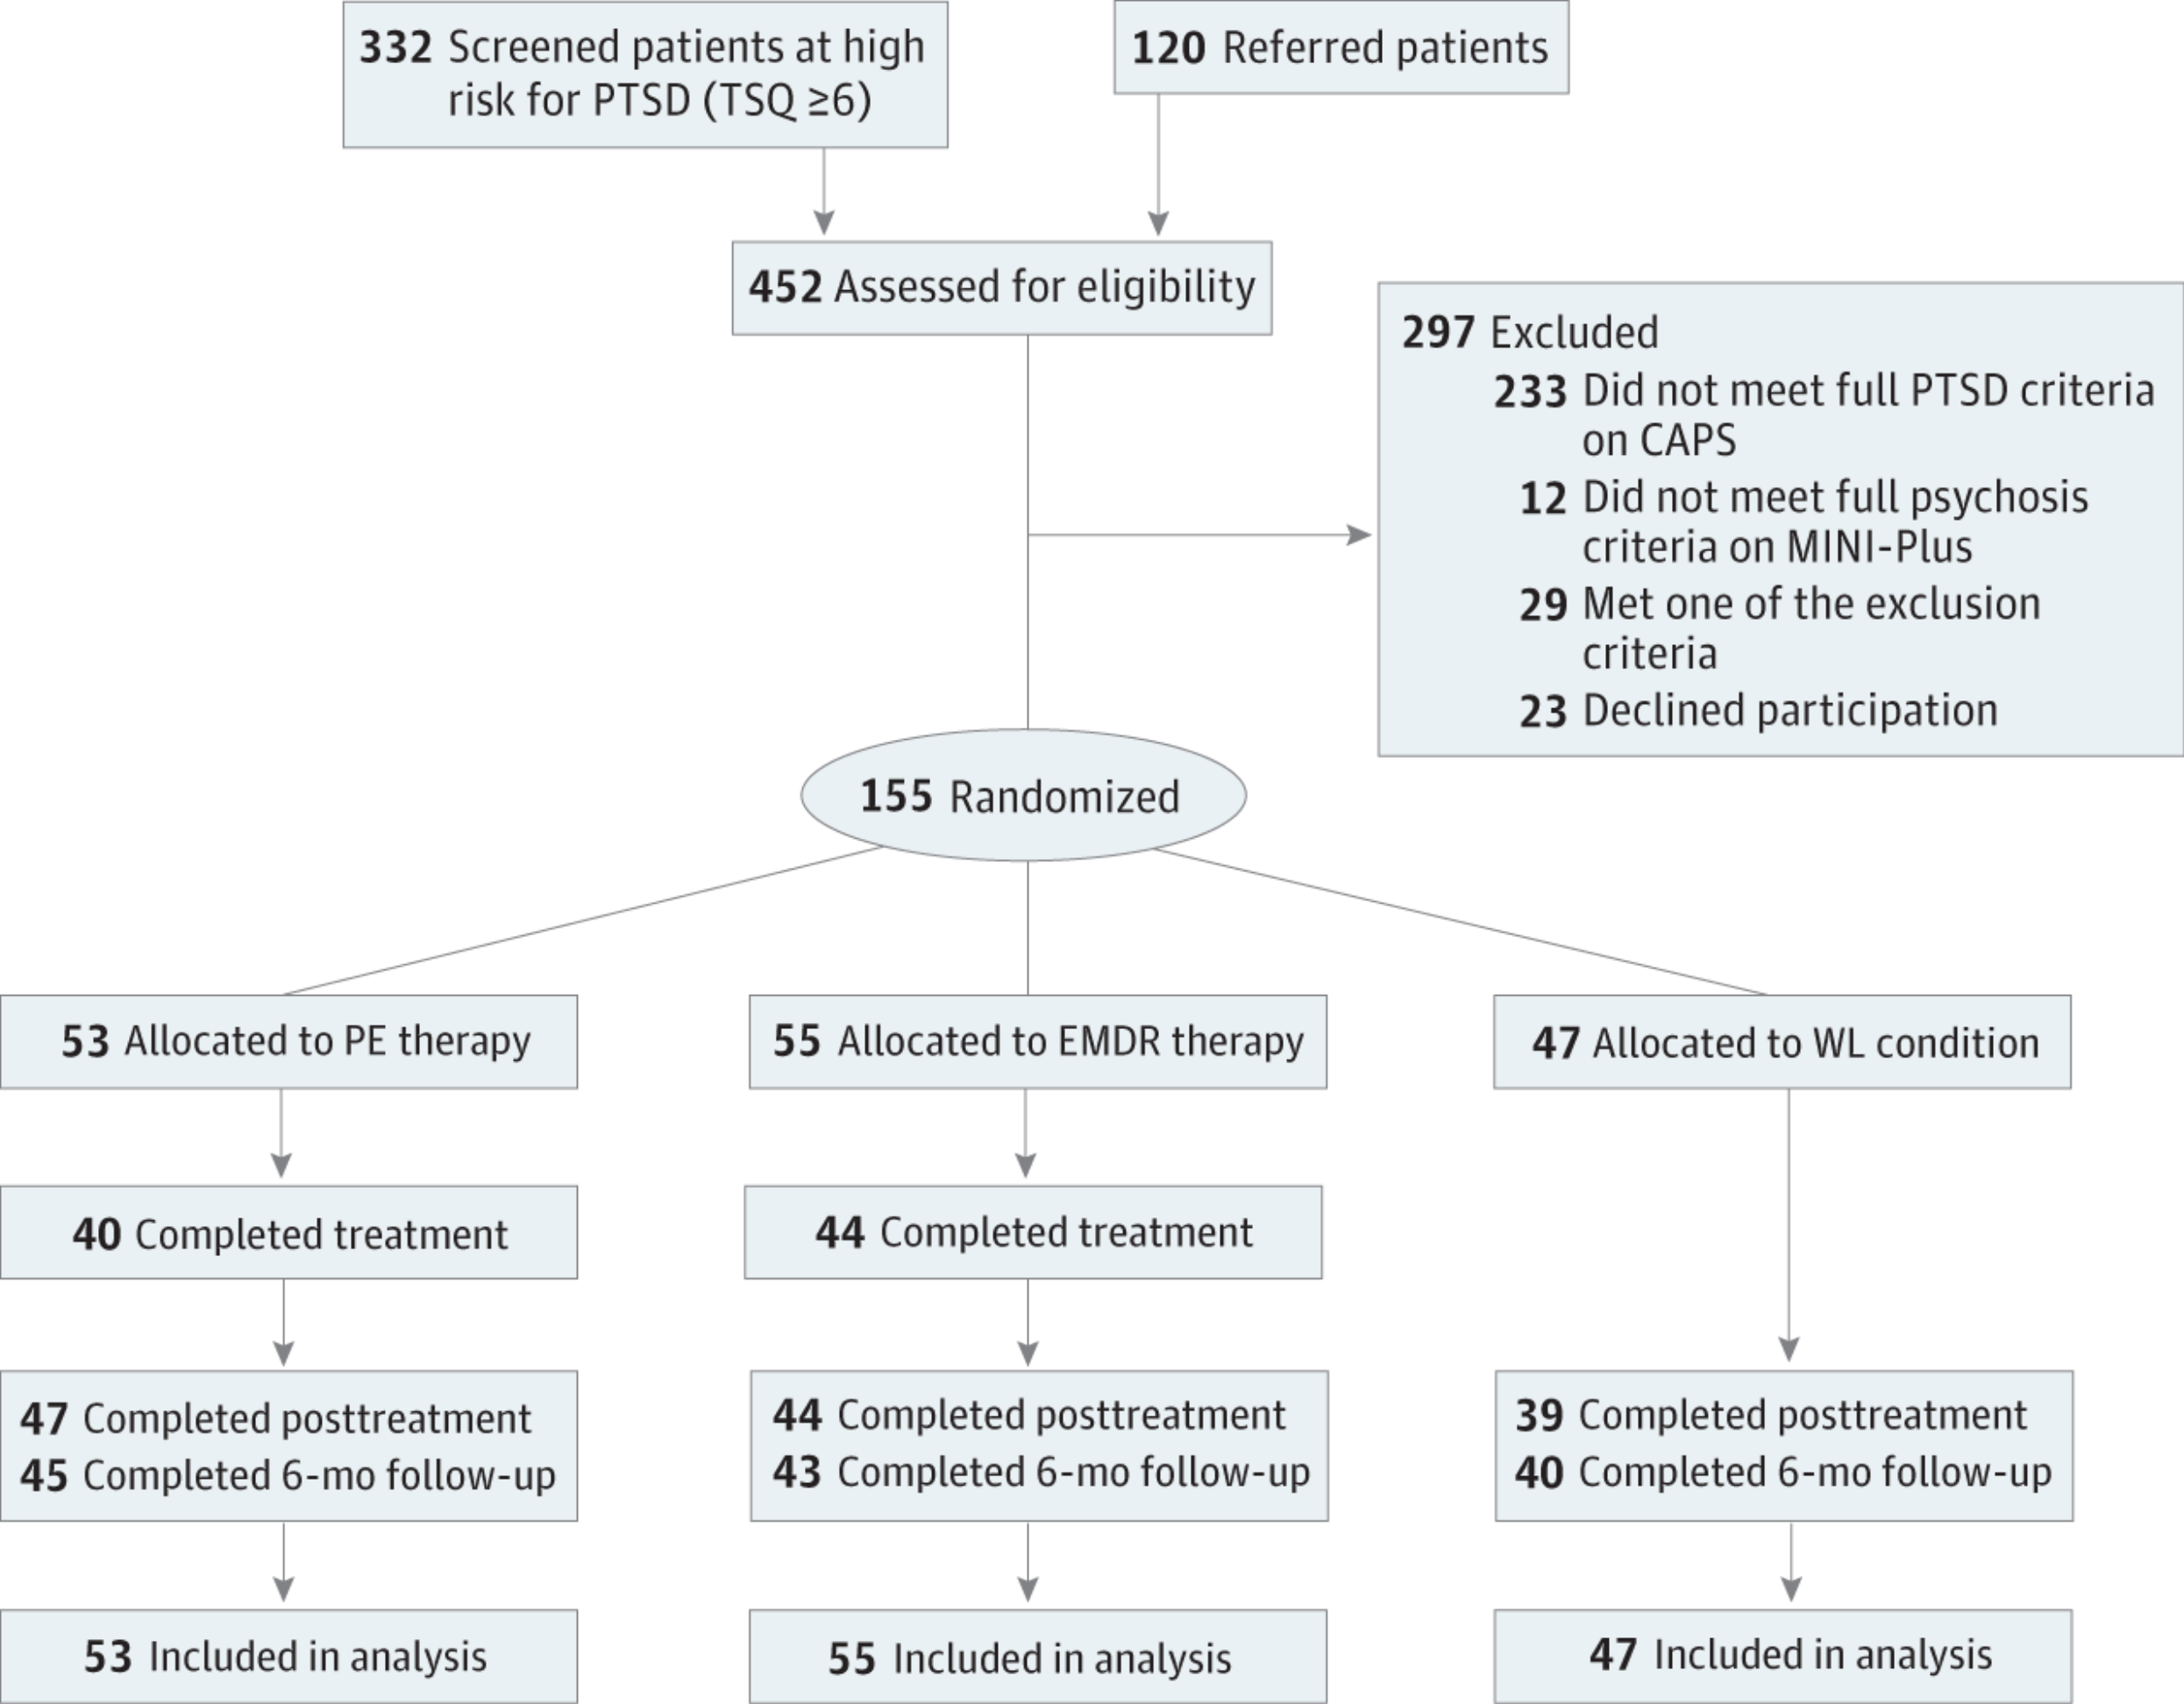 332 Screened patients at high
risk for PTSD (TSQ ≥6)
120 Referred patients
452 Assessed for eligibility
297 Excluded
233 Did not meet full PTSD criteria
on CAPS
12 Did not meet full psychosis
criteria on MINI-Plus
29 Met one of the exclusion
criteria
23 Declined participation
155 Randomized
53 Allocated to PE therapy
55 Allocated to EMDR therapy
47 Allocated to WL condition
40 Completed treatment
44 Completed treatment
47 Completed posttreatment
45 Completed 6-mo follow-up
44 Completed posttreatment
43 Completed 6-mo follow-up
39 Completed posttreatment
40 Completed 6-mo follow-up
53 Included in analysis
55 Included in analysis
47 Included in analysis